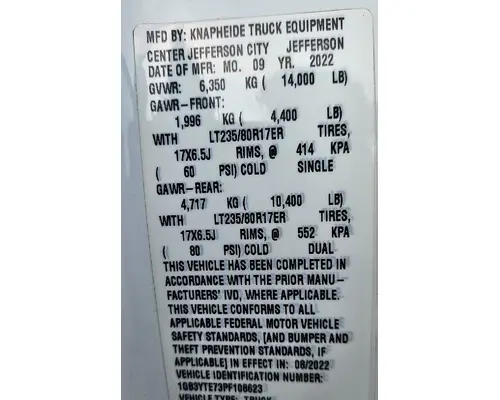 MFD BY: KNAPHEIDE TRUCK EQUIPMENT
CENTER JEFFERSON CITY JEFFERSON
DATE OF MFR: MO. 09 YR. 2022
GVWR: 6,350 KG ( 14,000 LB)
GAWR-FRONT:
1,996 KG ( 4,400 LB)
WITH LT235/80R17ER TIRES,
17X6.5J RIMS, @ 414 KPA
( 60 PSI) COLD SINGLE
GAWR-REAR:
4,717 KG ( 10,400 LB)
WITH LT235/80R17ER TIRES,
17X6.5J RIMS, @ 552 KPA
( 80 PSI) COLD DUAL
THIS VEHICLE HAS BEEN COMPLETED IN
ACCORDANCE WITH THE PRIOR MANU-
FACTURERS' IVD, WHERE APPLICABLE.
THIS VEHICLE CONFORMS TO ALL
APPLICABLE FEDERAL MOTOR VEHICLE
SAFETY STANDARDS, [AND BUMPER AND
THEFT PREVENTION STANDARDS, IF
APPLICABLE] IN EFFECT IN: 08/2022
VEHICLE IDENTIFICATION NUMBER:
1GB3YTE73PF108623
VEHICLE TYPE: TRUCK